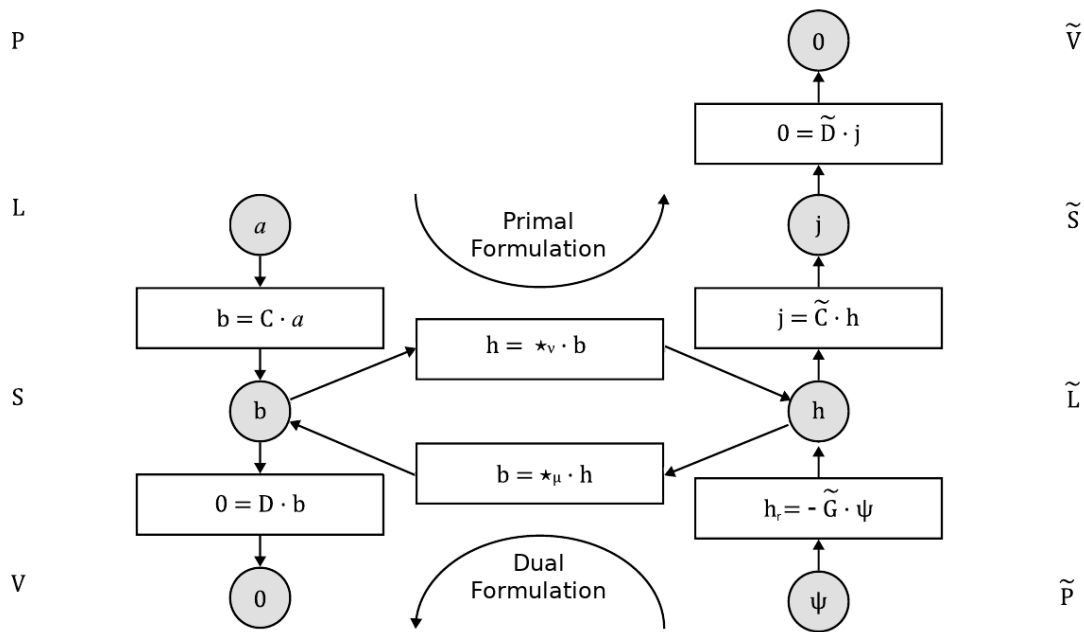 P
0
Ṽ
0 = D̃ · j
L
a
Primal
Formulation
j
S̃
b = C · a
h = ⋆ᵥ · b
j = C̃ · h
S
b
h
L̃
0 = D · b
b = ⋆μ · h
hᵣ = - G̃ · ψ
V
0
Dual
Formulation
ψ
P̃